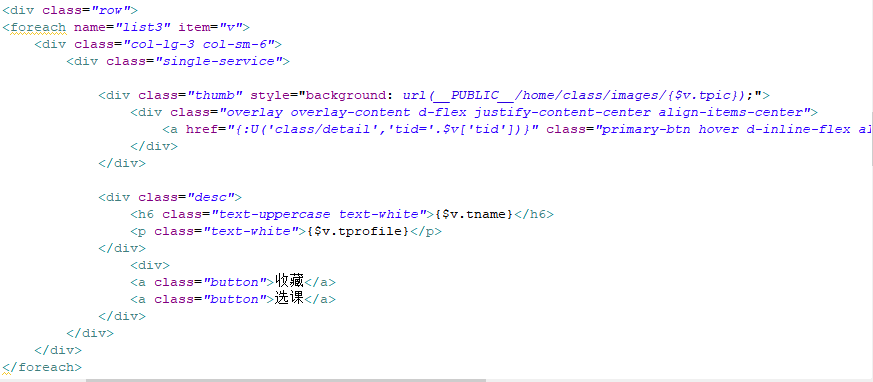 <div class="row">
<foreach name="list3" item="v">
<div class="col-lg-3 col-sm-6">
<div class="single-service">
<div class="thumb" style="background: url(__PUBLIC__/home/class/images/{$v.tpic});">
<div class="overlay overlay-content d-flex justify-content-center align-items-center">
<a href="{:U('class/detail','tid='.$v['tid'])}" class="primary-btn hover d-inline-flex al
</div>
</div>
<div class="desc">
<h6 class="text-uppercase text-white">{$v.tname}</h6>
<p class="text-white">{$v.tprofile}</p>
</div>
<div>
<a class="button">收藏</a>
<a class="button">选课</a>
</div>
</div>
</div>
</foreach>